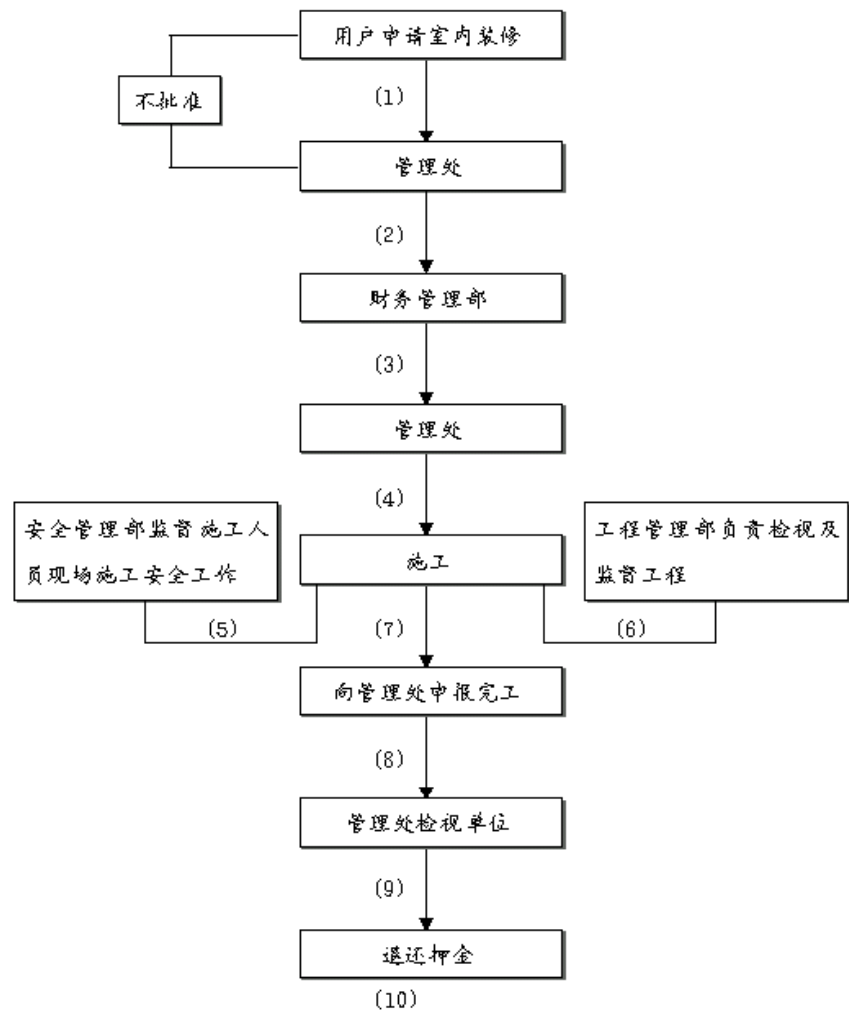 用户申请室内装修
不批准
(1)
管理处
(2)
财务管理部
(3)
管理处
(4)
安全管理部监督施工人
员现场施工安全工作
施工
工程管理部负责检视及
监督工程
(5)
(7)
(6)
向管理处申报完工
(8)
管理处检视单位
(9)
退还押金
(10)